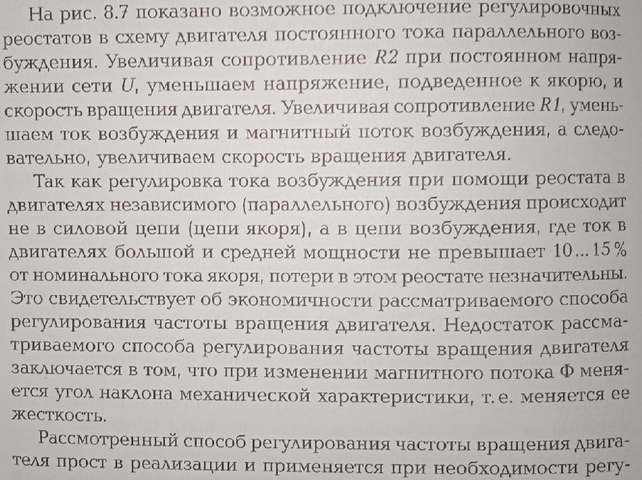 На рис. 8.7 показано возможное подключение регулировочных
реостатов в схему двигателя постоянного тока параллельного воз-
буждения. Увеличивая сопротивление R2 при постоянном напря-
жении сети U, уменьшаем напряжение, подведенное к якорю, и
скорость вращения двигателя. Увеличивая сопротивление R1, умень-
шаем ток возбуждения и магнитный поток возбуждения, а следо-
вательно, увеличиваем скорость вращения двигателя.
Так как регулировка тока возбуждения при помощи реостата в
двигателях независимого (параллельного) возбуждения происходит
не в силовой цепи (цепи якоря), а в цепи возбуждения, где ток в
двигателях большой и средней мощности не превышает 10...15%
от номинального тока якоря, потери в этом реостате незначительны.
Это свидетельствует об экономичности рассматриваемого способа
регулирования частоты вращения двигателя. Недостаток рассма-
триваемого способа регулирования частоты вращения двигателя
заключается в том, что при изменении магнитного потока Ф меня-
ется угол наклона механической характеристики, т. е. меняется ее
жесткость.
Рассмотренный способ регулирования частоты вращения двига-
теля прост в реализации и применяется при необходимости регу-